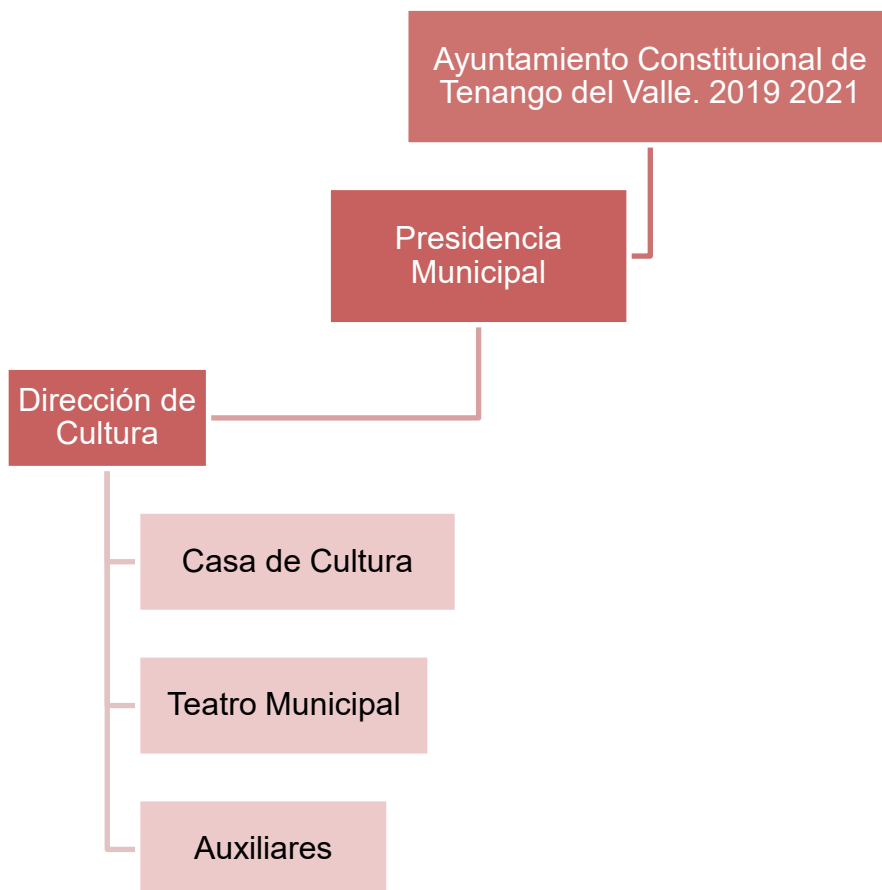 Ayuntamiento Constituional de
Tenango del Valle. 2019 2021
Presidencia
Municipal
Dirección de
Cultura
Casa de Cultura
Teatro Municipal
Auxiliares